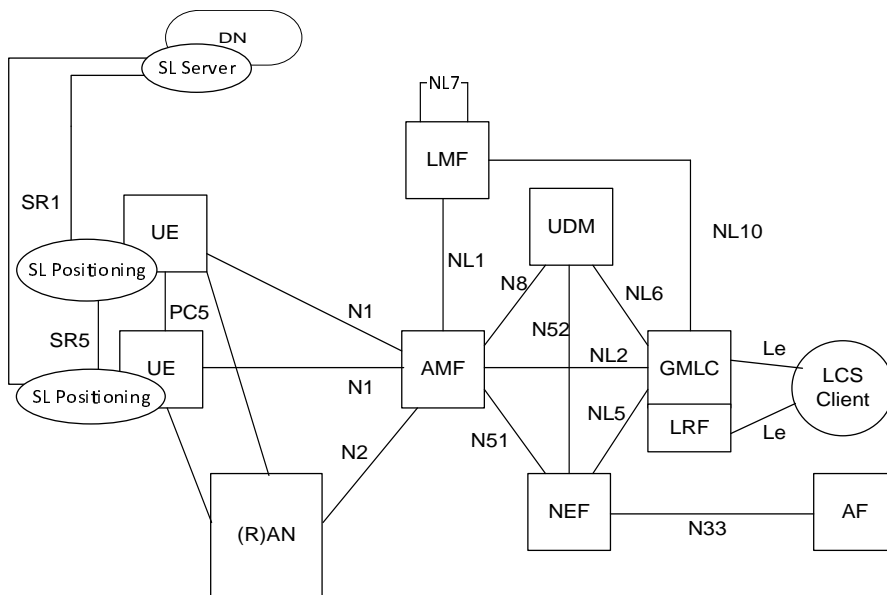 DN
SL Server
NL7
LMF
SR1
UE
UDM
NL10
SL Positioning
NL1
N8
NL6
PC5
N1
SR5
N52
UE
AMF
NL2
GMLC
Le
LCS
Client
N1
SL Positioning
NL5
LRF
Le
N2
N51
(R)AN
NEF
N33
AF